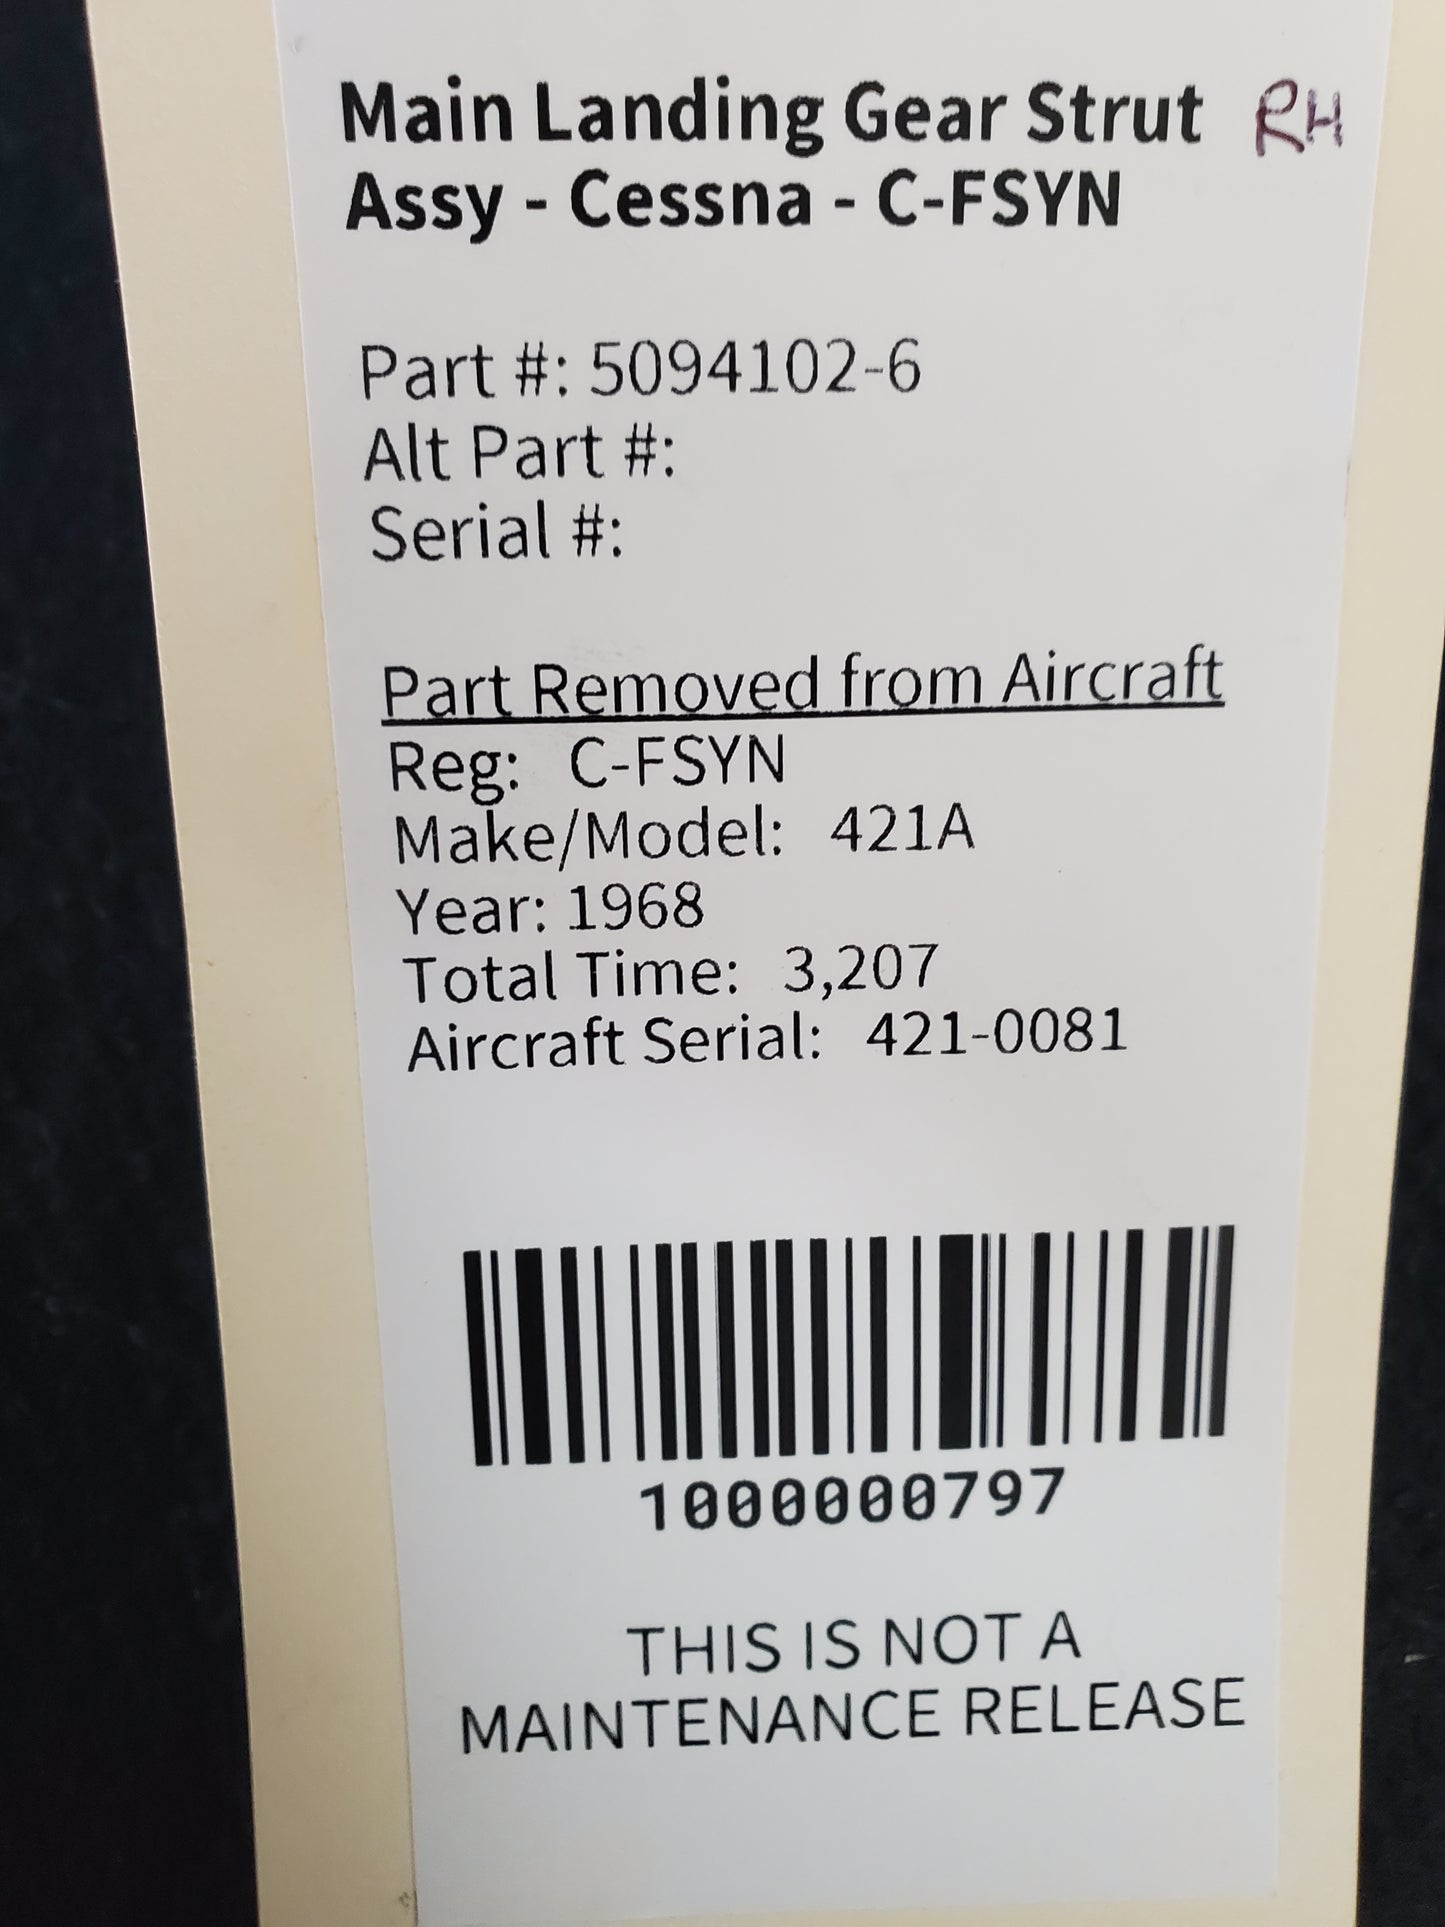 Main Landing Gear Strut RH
Assy - Cessna - C-FSYN
Part #: 5094102-6
Alt Part #:
Serial #:
Part Removed from Aircraft
Reg: C-FSYN
Make/Model: 421A
Year: 1968
Total Time: 3,207
Aircraft Serial: 421-0081
1000000797
THIS IS NOT A
MAINTENANCE RELEASE